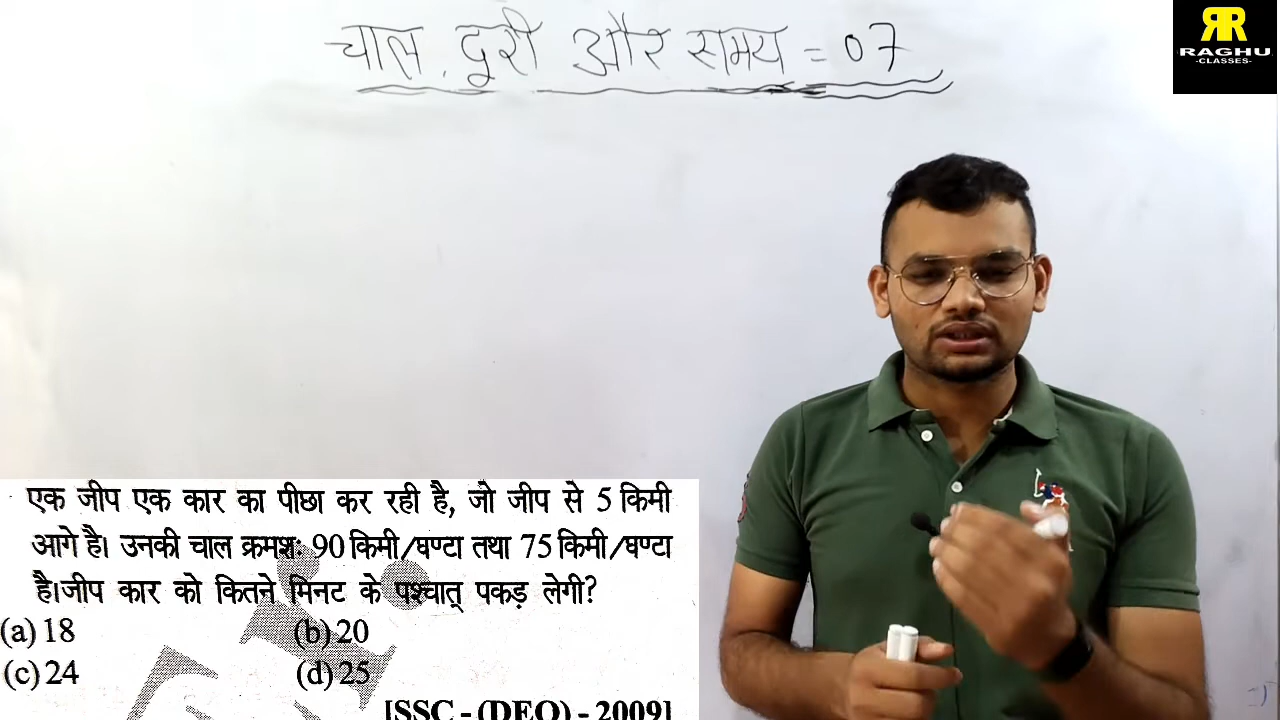 चाल, दूरी और समय = 07
RR
RAGHU
-CLASSES-
एक जीप एक कार का पीछा कर रही है, जो जीप से 5 किमी
आगे है। उनकी चाल क्रमशः 90 किमी/घण्टा तथा 75 किमी/घण्टा
है।जीप कार को कितने मिनट के पश्चात् पकड़ लेगी?
(a) 18 (b) 20
(c) 24 (d) 25
[SSC - (DEO) - 2009]